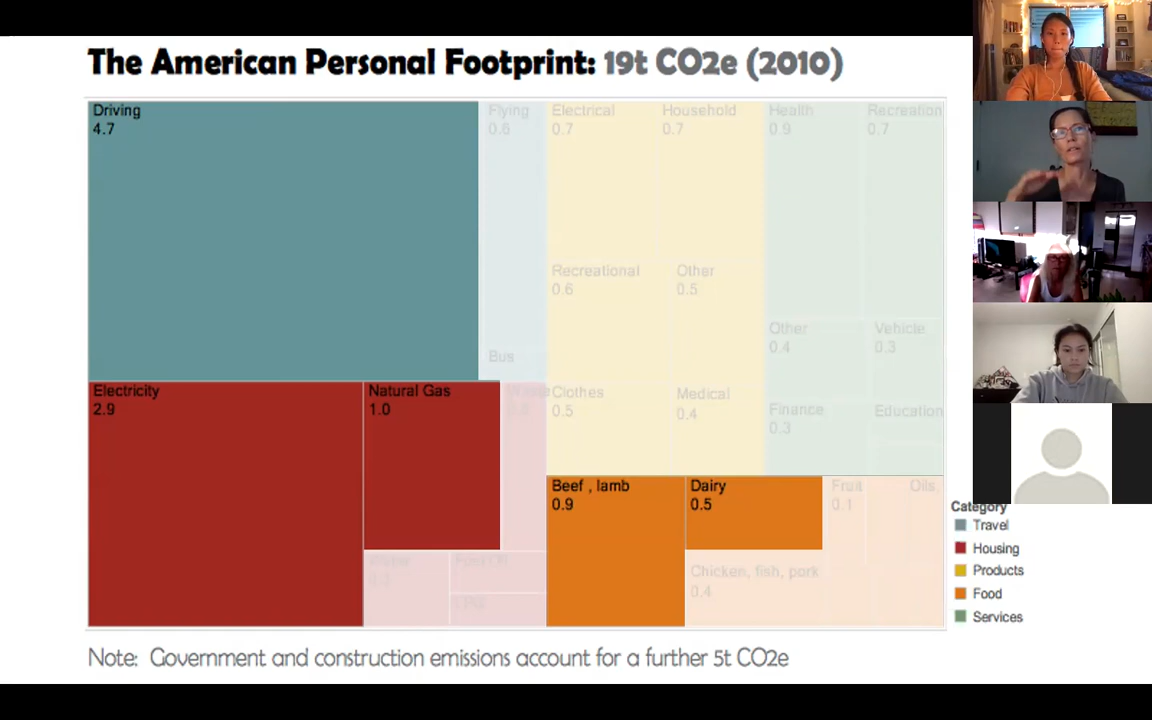 The American Personal Footprint: 19t CO2e (2010)
Driving
4.7
Flying
0.6
Electrical
0.7
Household
0.7
Health
0.9
Recreation
0.7
Recreational
0.6
Other
0.5
Other
0.4
Vehicle
0.3
Bus
Electricity
2.9
Natural Gas
1.0
Clothes
0.5
Medical
0.4
Finance
0.3
Education
Beef , lamb
0.9
Dairy
0.5
Fruit
0.1
Oils,
Chicken, fish, pork
0.4
Category
Travel
Housing
Products
Food
Services
Note: Government and construction emissions account for a further 5t CO2e